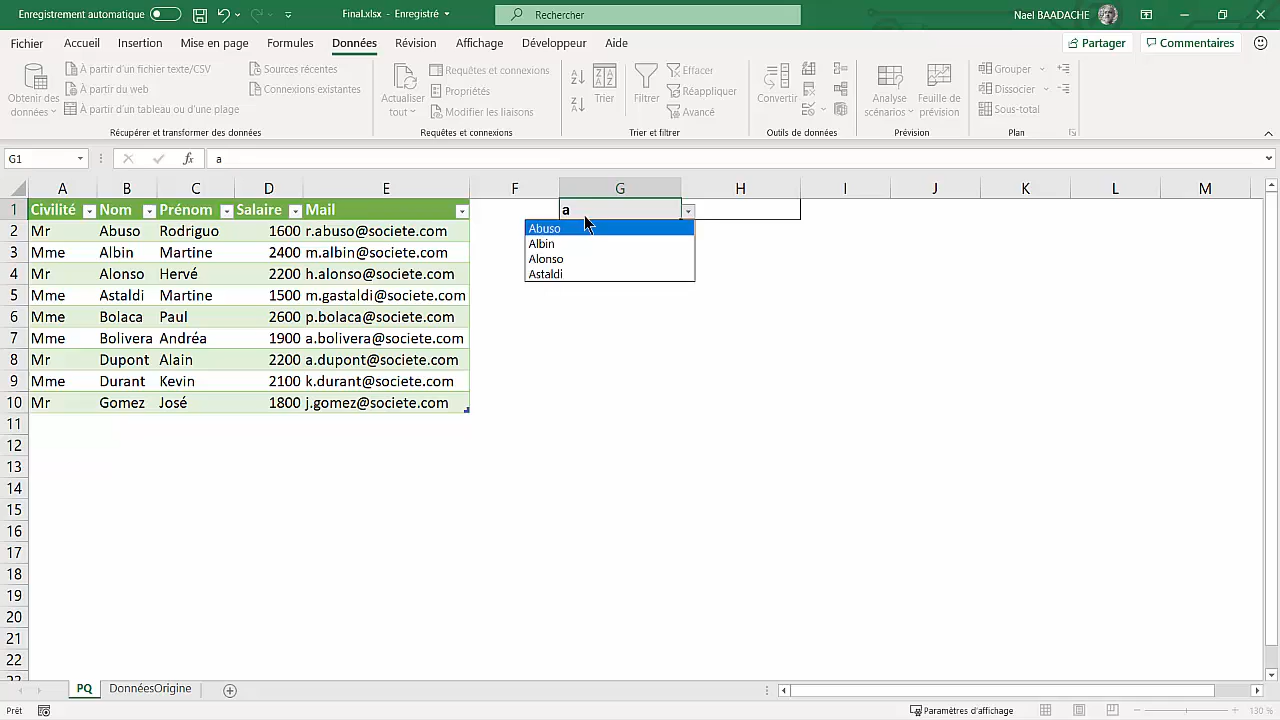 Enregistrement automatique
Final.xlsx - Enregistré
Rechercher
Nael BAADACHE
Fichier Accueil Insertion Mise en page Formules Données Révision Affichage Développeur Aide
Partager Commentaires
Obtenir des données
À partir d'un fichier texte/CSV
À partir du web
À partir d'un tableau ou d'une plage
Sources récentes
Connexions existantes
Récupérer et transformer des données
Actualiser tout
Requêtes et connexions
Propriétés
Modifier les liaisons
Requêtes et connexions
Trier
Filtrer
Effacer
Réappliquer
Avancé
Trier et filtrer
Convertir
Outils de données
Analyse scénarios
Feuille de prévision
Prévision
Grouper
Dissocier
Sous-total
Plan
G1 fx a
A B C D E F G H I J K L M
1 Civilité Nom Prénom Salaire Mail a
2 Mr Abuso Rodriguo 1600 r.abuso@societe.com
3 Mme Albin Martine 2400 m.albin@societe.com
4 Mr Alonso Hervé 2200 h.alonso@societe.com
5 Mme Astaldi Martine 1500 m.gastaldi@societe.com
6 Mme Bolaca Paul 2600 p.bolaca@societe.com
7 Mme Bolivera Andréa 1900 a.bolivera@societe.com
8 Mr Dupont Alain 2200 a.dupont@societe.com
9 Mme Durant Kevin 2100 k.durant@societe.com
10 Mr Gomez José 1800 j.gomez@societe.com
Abuso
Albin
Alonso
Astaldi
11
12
13
14
15
16
17
18
19
20
21
22
PQ DonnéesOrigine
Prêt
Paramètres d'affichage
130 %